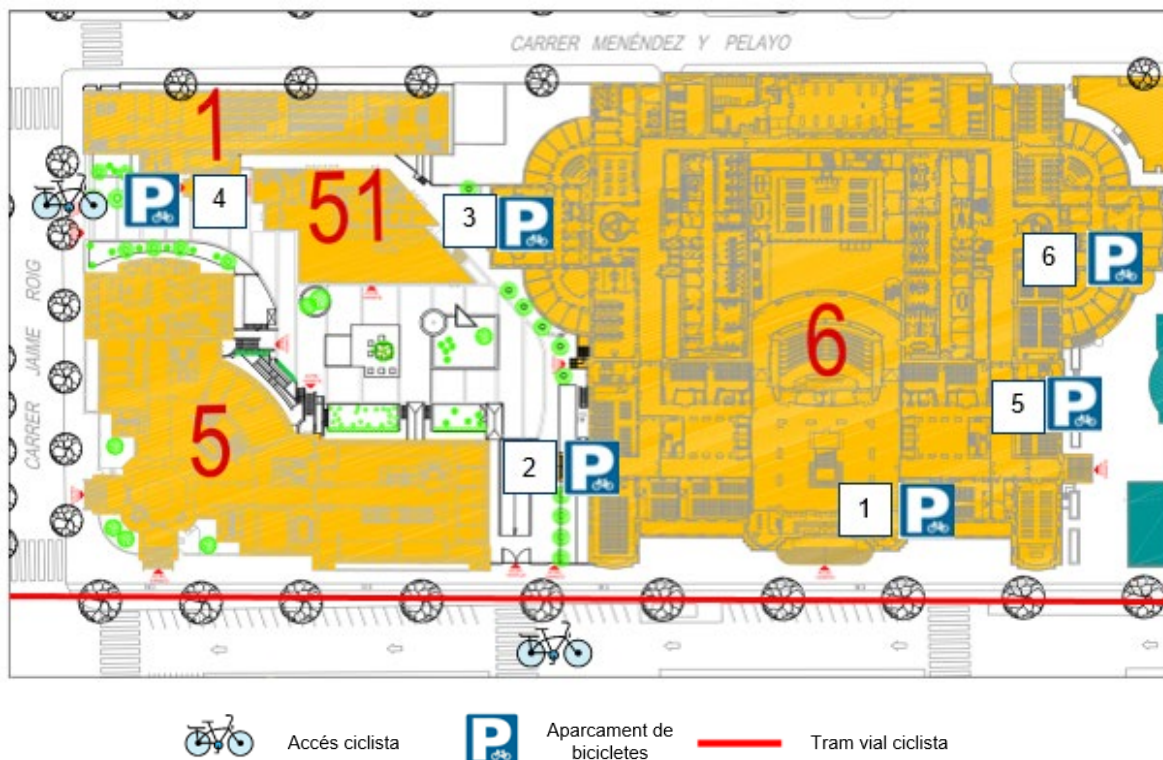 CARRER MENÉNDEZ Y PELAYO
1
4
51
3
6
CARRER JAIME ROIG
6
5
5
2
1
P
P
P
P
P
P
Accés ciclista
P
Aparcament de
bicicletes
Tram vial ciclista